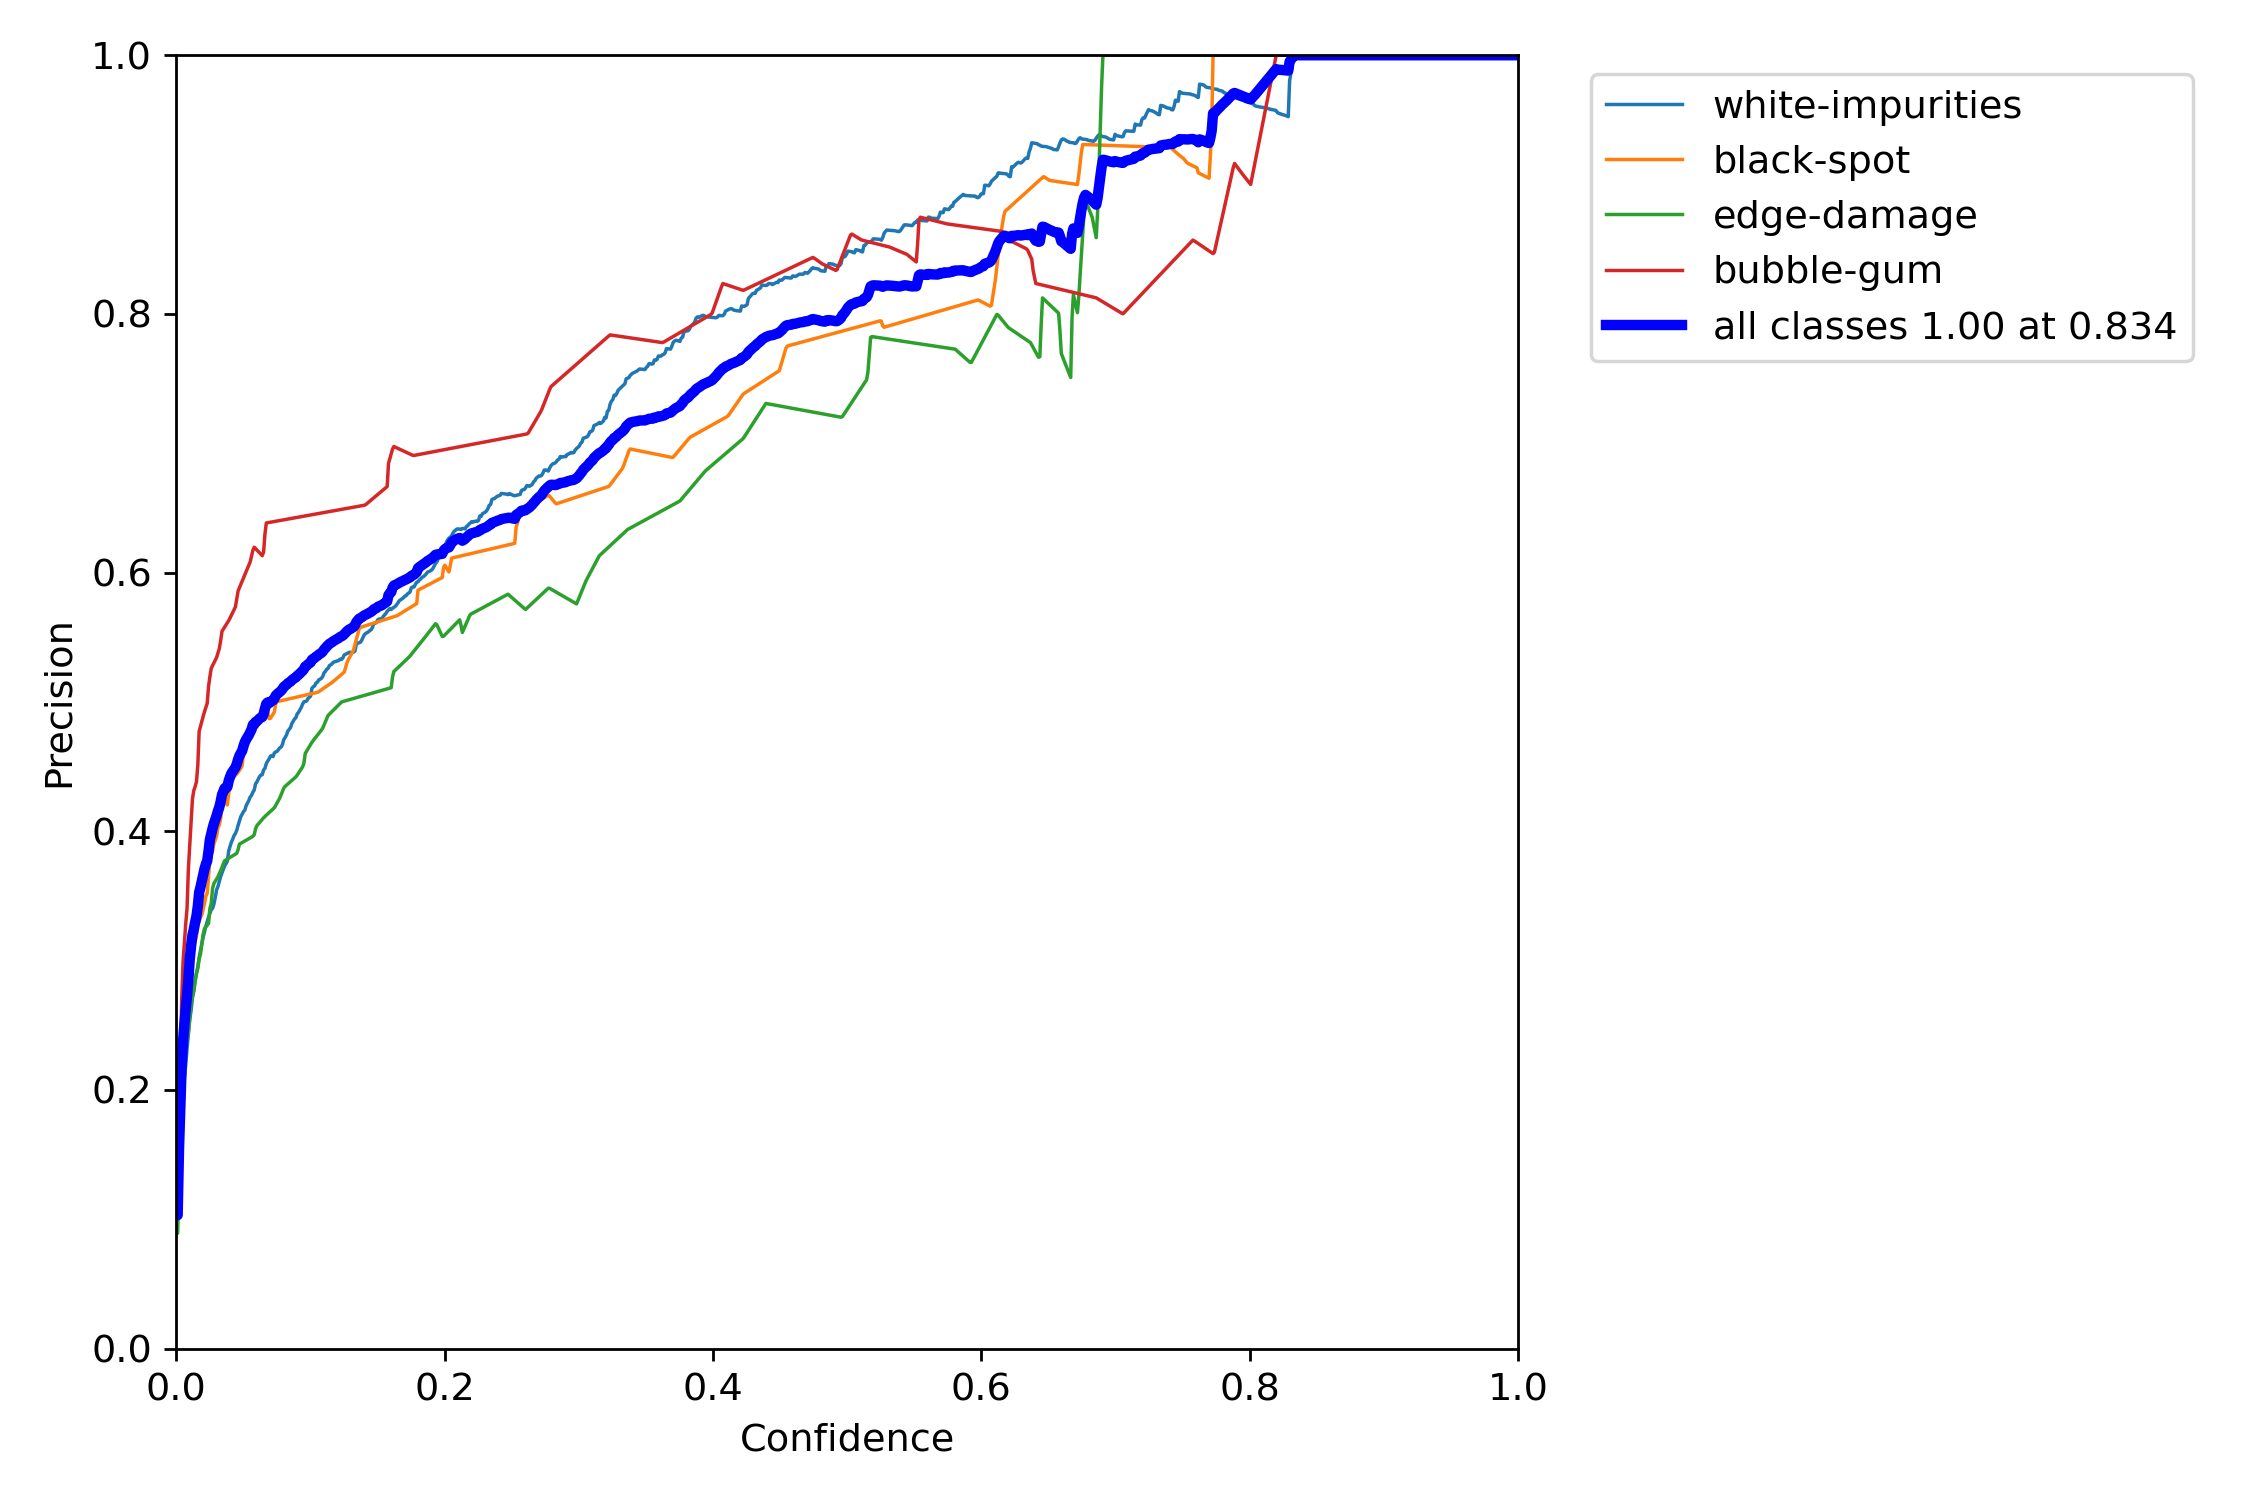 1.0
0.8
0.6
0.4
0.2
0.0
0.0 0.2 0.4 0.6 0.8 1.0
Precision
Confidence
white-impurities
black-spot
edge-damage
bubble-gum
all classes 1.00 at 0.834